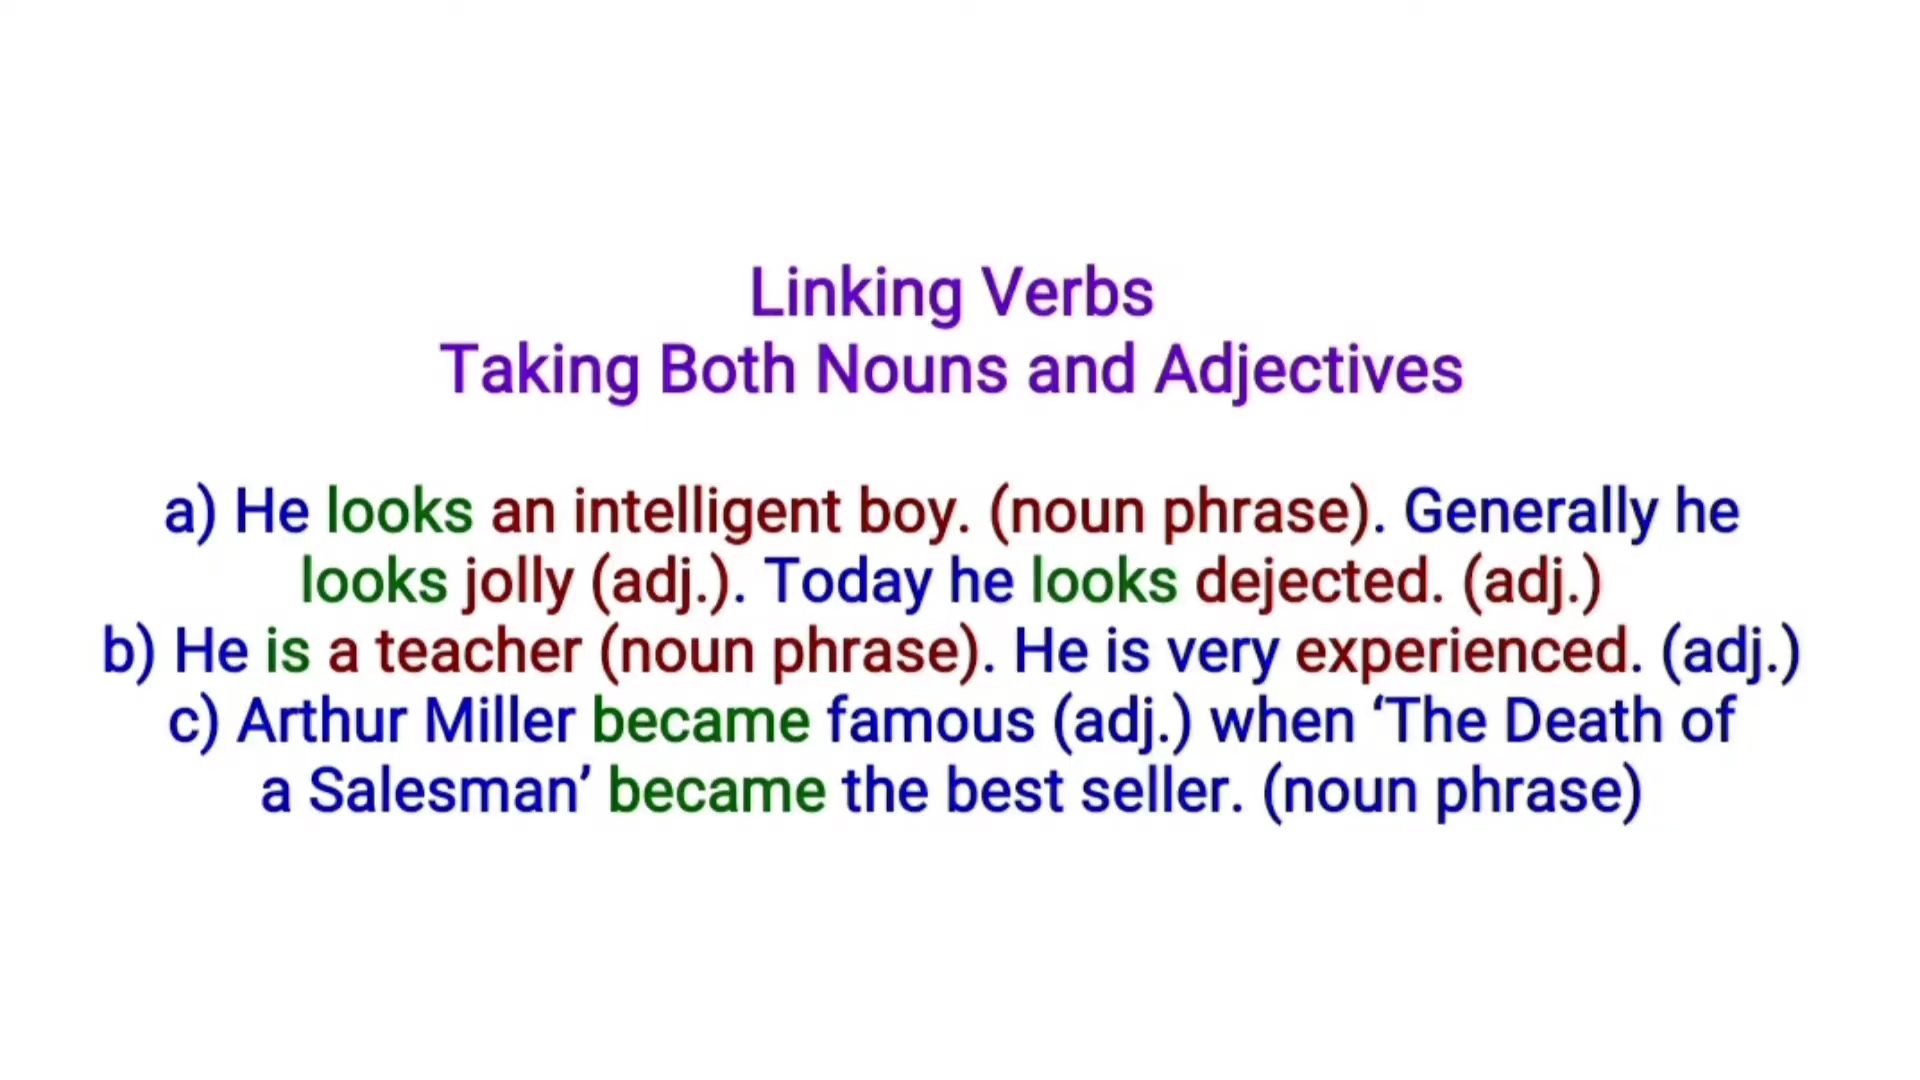 Linking Verbs
Taking Both Nouns and Adjectives
a) He looks an intelligent boy. (noun phrase). Generally he
looks jolly (adj.). Today he looks dejected. (adj.)
b) He is a teacher (noun phrase). He is very experienced. (adj.)
c) Arthur Miller became famous (adj.) when ‘The Death of
a Salesman’ became the best seller. (noun phrase)